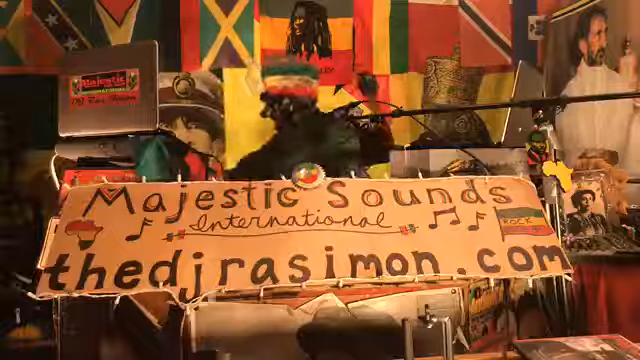 Majestic
Majestic Sounds
International
ROCK
thedjrasimon.com